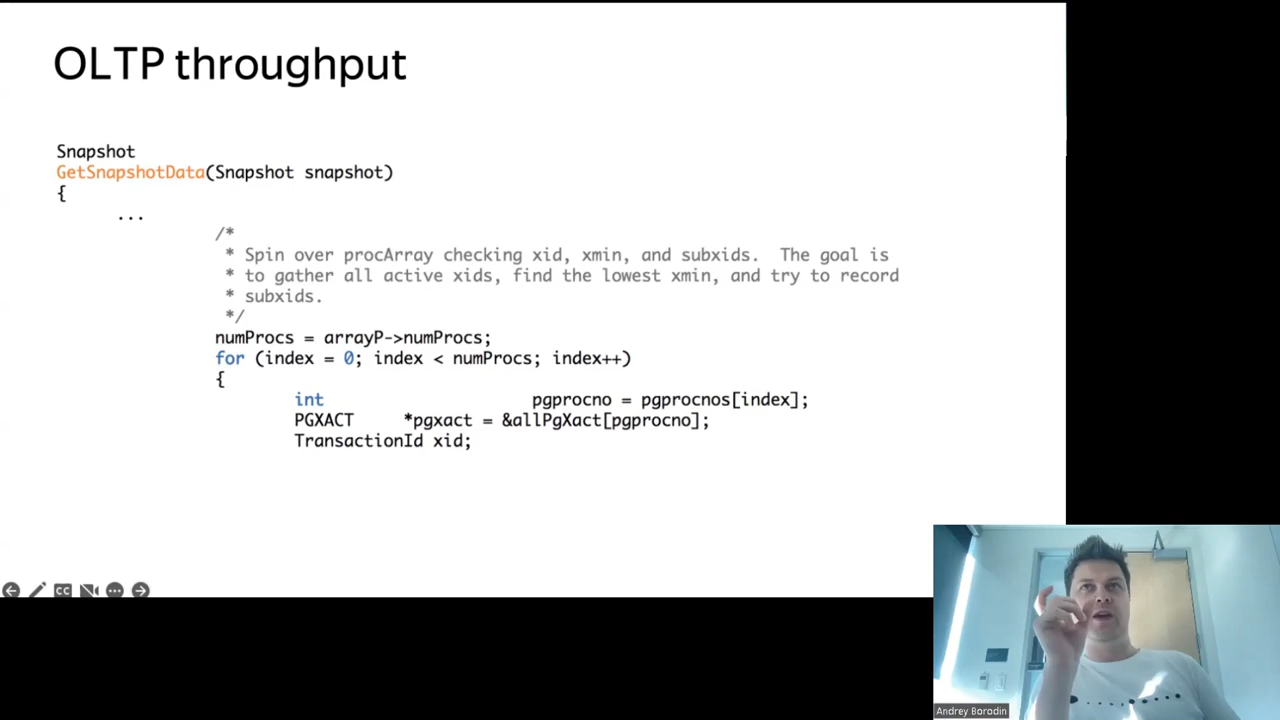 OLTP throughput
Snapshot
GetSnapshotData(Snapshot snapshot)
{
...
/*
* Spin over procArray checking xid, xmin, and subxids. The goal is
* to gather all active xids, find the lowest xmin, and try to record
* subxids.
*/
numProcs = arrayP->numProcs;
for (index = 0; index < numProcs; index++)
{
int pgprocno = pgprocnos[index];
PGXACT *pgxact = &allPgXact[pgprocno];
TransactionId xid;
CC
Andrey Borodin